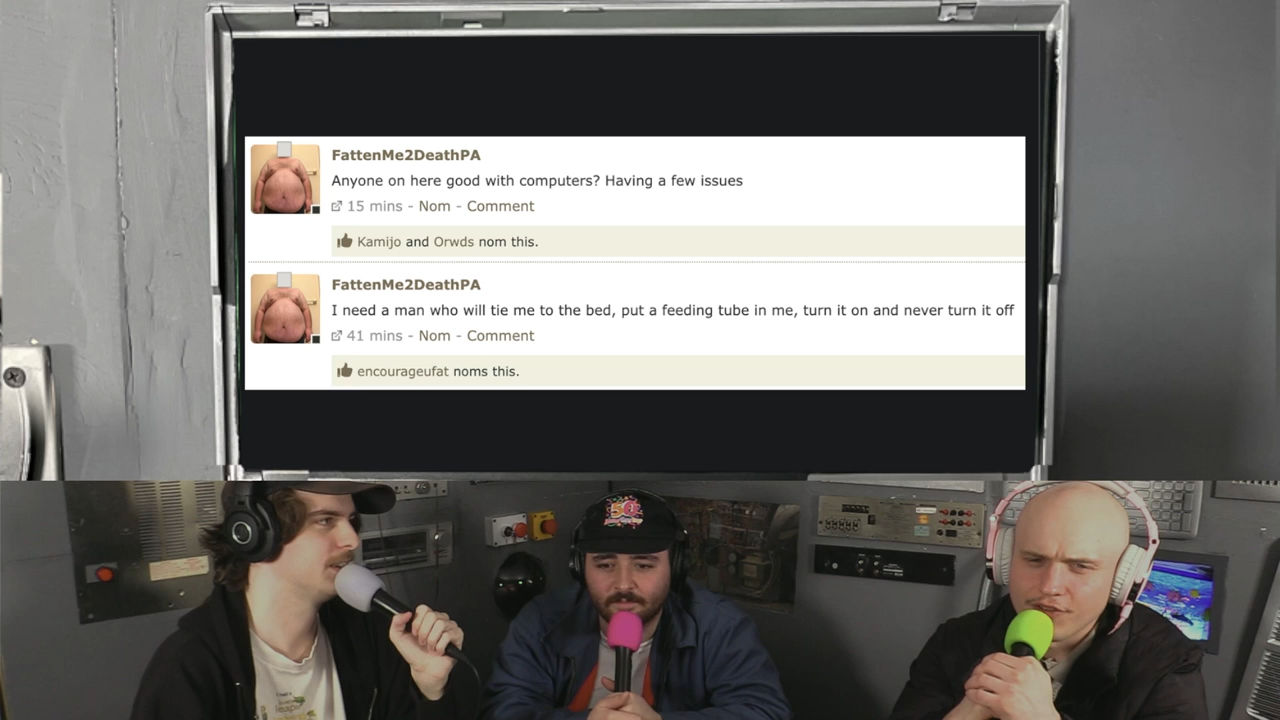 FattenMe2DeathPA
Anyone on here good with computers? Having a few issues
15 mins - Nom - Comment
Kamijo and Orwds nom this.
FattenMe2DeathPA
I need a man who will tie me to the bed, put a feeding tube in me, turn it on and never turn it off
41 mins - Nom - Comment
encourageufat noms this.
50